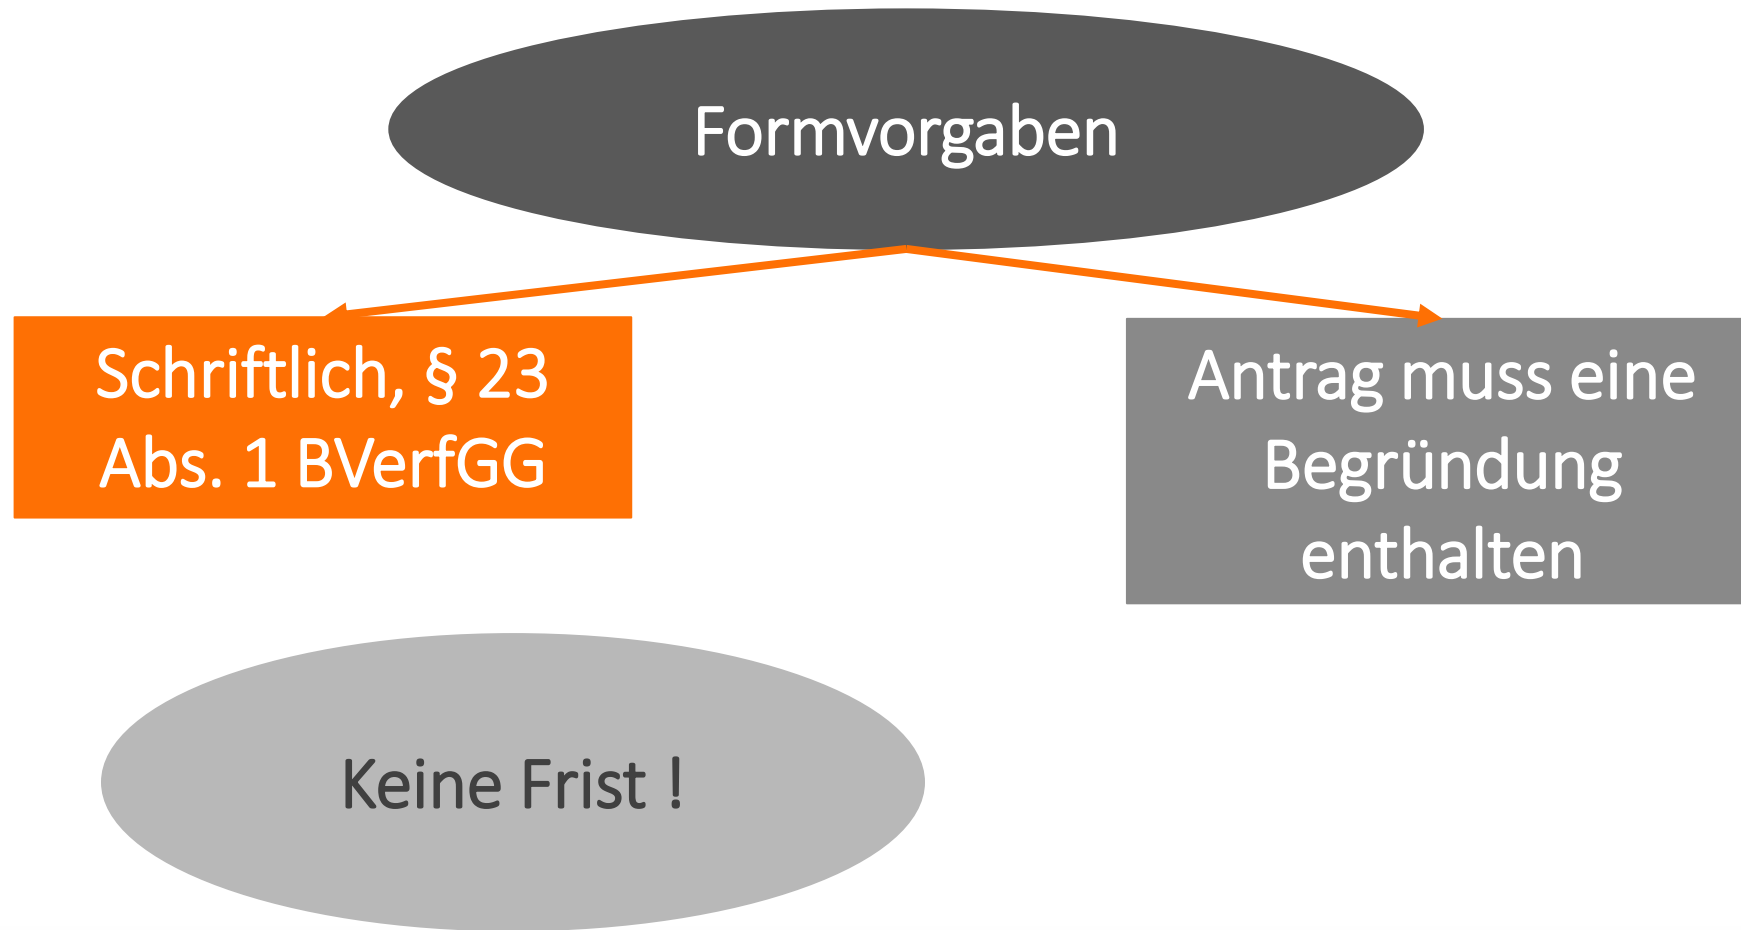 Formvorgaben
Schriftlich, § 23
Abs. 1 BVerfGG
Antrag muss eine
Begründung
enthalten
Keine Frist !